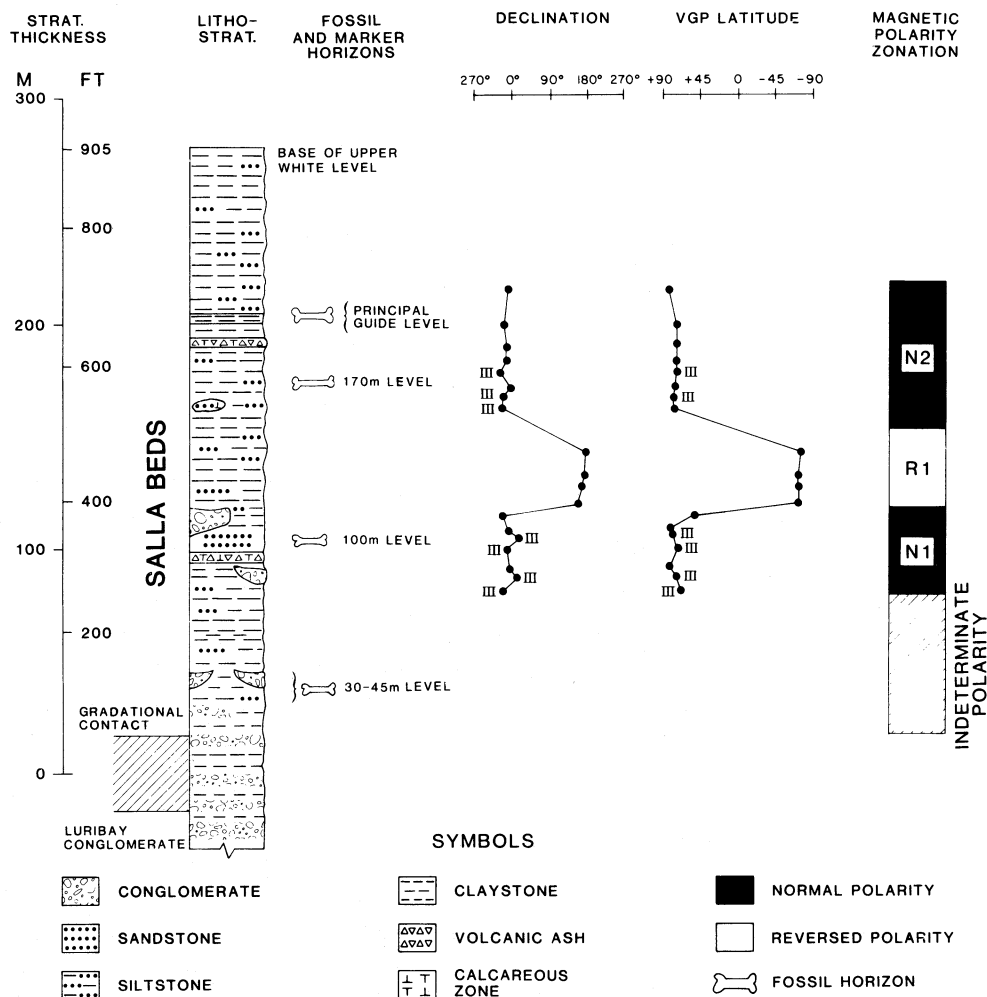 STRAT.
THICKNESS
LITHO-
STRAT.
FOSSIL
AND MARKER
HORIZONS
DECLINATION
VGP LATITUDE
MAGNETIC
POLARITY
ZONATION
M FT
270° 0° 90° 180° 270°
+90 +45 0 -45 -90
300
905
BASE OF UPPER
WHITE LEVEL
800
PRINCIPAL
GUIDE LEVEL
200
N2
600
III
III
170m LEVEL
III
III
III
SALLA BEDS
R1
400
III
III
100m LEVEL
III
III
100
N1
III
III
III
III
200
INDETERMINATE
POLARITY
30-45m LEVEL
GRADATIONAL
CONTACT
0
LURIBAY
CONGLOMERATE
SYMBOLS
CONGLOMERATE
CLAYSTONE
NORMAL POLARITY
SANDSTONE
VOLCANIC ASH
REVERSED POLARITY
SILTSTONE
CALCAREOUS
ZONE
FOSSIL HORIZON